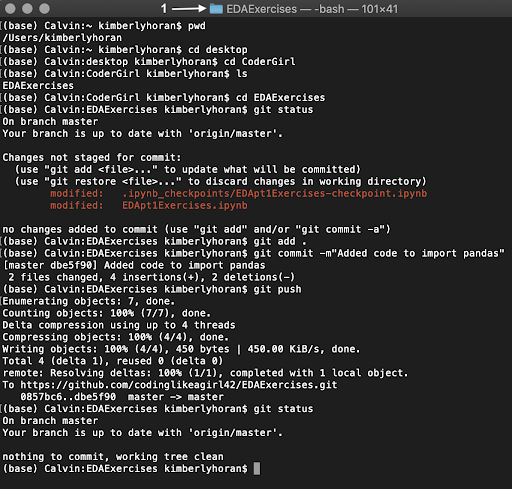 1 EDAExercises — -bash — 101×41
[(base) Calvin:~ kimberlyhoran$ pwd
/Users/kimberlyhoran
[(base) Calvin:~ kimberlyhoran$ cd desktop
[(base) Calvin:desktop kimberlyhoran$ cd CoderGirl
[(base) Calvin:CoderGirl kimberlyhoran$ ls
EDAExercises
[(base) Calvin:CoderGirl kimberlyhoran$ cd EDAExercises
[(base) Calvin:EDAExercises kimberlyhoran$ git status
On branch master
Your branch is up to date with 'origin/master'.
Changes not staged for commit:
(use "git add <file>..." to update what will be committed)
(use "git restore <file>..." to discard changes in working directory)
modified: .ipynb_checkpoints/EDApt1Exercises-checkpoint.ipynb
modified: EDApt1Exercises.ipynb
no changes added to commit (use "git add" and/or "git commit -a")
[(base) Calvin:EDAExercises kimberlyhoran$ git add .
[(base) Calvin:EDAExercises kimberlyhoran$ git commit -m"Added code to import pandas"
[master dbe5f90] Added code to import pandas
2 files changed, 4 insertions(+), 2 deletions(-)
[(base) Calvin:EDAExercises kimberlyhoran$ git push
Enumerating objects: 7, done.
Counting objects: 100% (7/7), done.
Delta compression using up to 4 threads
Compressing objects: 100% (4/4), done.
Writing objects: 100% (4/4), 450 bytes | 450.00 KiB/s, done.
Total 4 (delta 1), reused 0 (delta 0)
remote: Resolving deltas: 100% (1/1), completed with 1 local object.
To https://github.com/codinglikeagirl42/EDAExercises.git
0857bc6..dbe5f90 master -> master
[(base) Calvin:EDAExercises kimberlyhoran$ git status
On branch master
Your branch is up to date with 'origin/master'.
nothing to commit, working tree clean
(base) Calvin:EDAExercises kimberlyhoran$